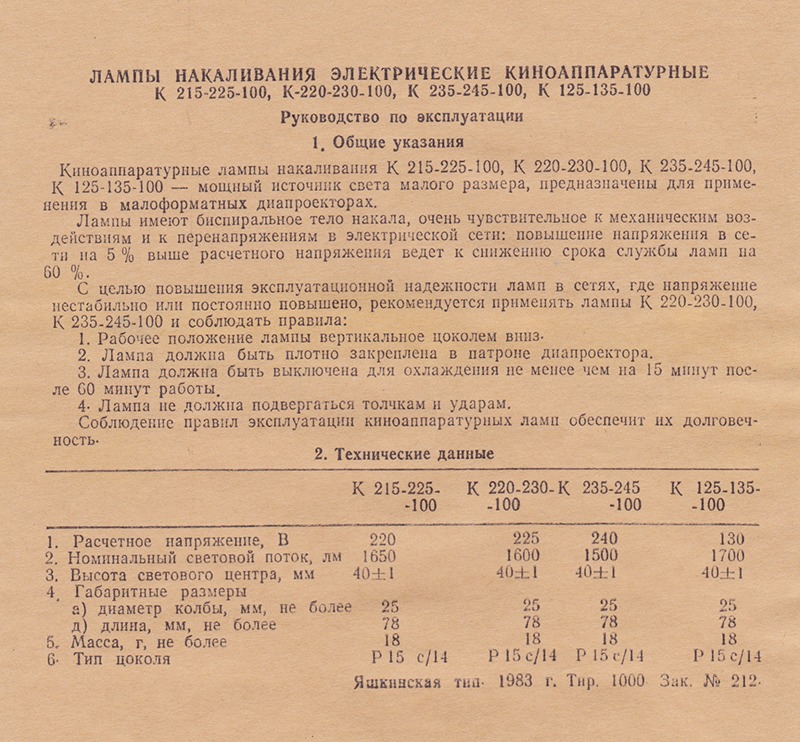 ЛАМПЫ НАКАЛИВАНИЯ ЭЛЕКТРИЧЕСКИЕ КИНОАППАРАТУРНЫЕ
К 215-225-100, К-220-230-100, К 235-245-100, К 125-135-100
Руководство по эксплуатации
1. Общие указания
Киноаппаратурные лампы накаливания К 215-225-100, К 220-230-100, К 235-245-100,
К 125-135-100 — мощный источник света малого размера, предназначены для приме-
нения в малоформатных диапроекторах.
Лампы имеют биспиральное тело накала, очень чувствительное к механическим воз-
действиям и к перенапряжениям в электрической сети: повышение напряжения в се-
ти на 5 % выше расчетного напряжения ведет к снижению срока службы ламп на
60 %.
С целью повышения эксплуатационной надежности ламп в сетях, где напряжение
нестабильно или постоянно повышено, рекомендуется применять лампы К 220-230-100,
К 235-245-100 и соблюдать правила:
1. Рабочее положение лампы вертикальное цоколем вниз.
2. Лампа должна быть плотно закреплена в патроне диапроектора.
3. Лампа должна быть выключена для охлаждения не менее чем на 15 минут пос-
ле 60 минут работы.
4. Лампа не должна подвергаться толчкам и ударам.
Соблюдение правил эксплуатации киноаппаратурных ламп обеспечит их долговеч-
ность.
2. Технические данные
К 215-225- К 220-230- К 235-245 К 125-135-
-100 -100 -100 -100
1. Расчетное напряжение, В 220 225 240 130
2. Номинальный световой поток, лм 1650 1600 1500 1700
3. Высота светового центра, мм 40±1 40±1 40±1 40±1
4. Габаритные размеры
а) диаметр колбы, мм, не более 25 25 25 25
д) длина, мм, не более 78 78 78 78
5. Масса, г, не более 18 18 18 18
6. Тип цоколя Р 15 с/14 Р 15 с/14 Р 15 с/14 Р 15 с/14
Яшкинская тип. 1983 г. Тир. 1000 Зак. № 212.